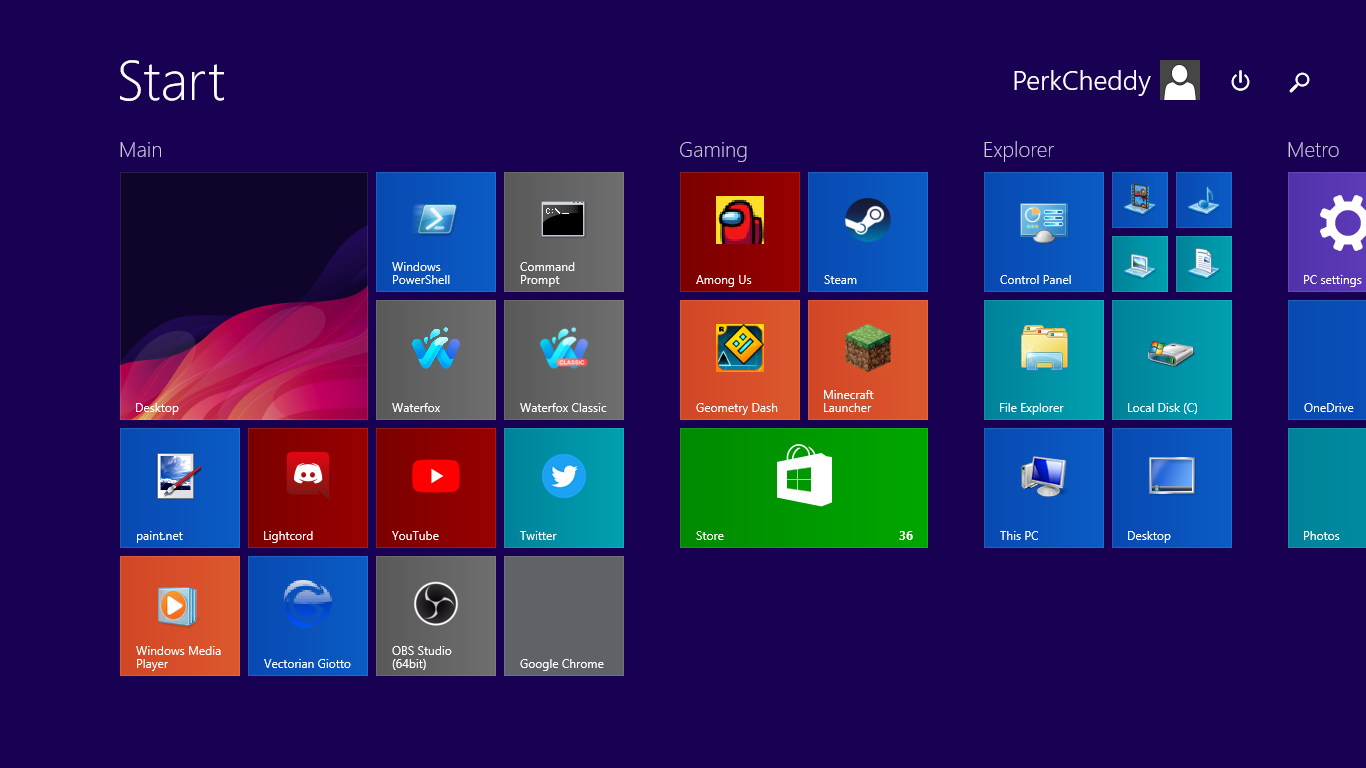 Start
PerkCheddy
Main
Gaming
Explorer
Metro
Desktop
Windows
PowerShell
C:\_
Command
Prompt
Waterfox
CLASSIC
Waterfox Classic
paint.net
Lightcord
YouTube
Twitter
Windows Media
Player
Vectorian Giotto
OBS Studio
(64bit)
Google Chrome
Among Us
Steam
R
Geometry Dash
Minecraft
Launcher
Store
36
Control Panel
File Explorer
Local Disk (C)
This PC
Desktop
PC settings
OneDrive
Photos